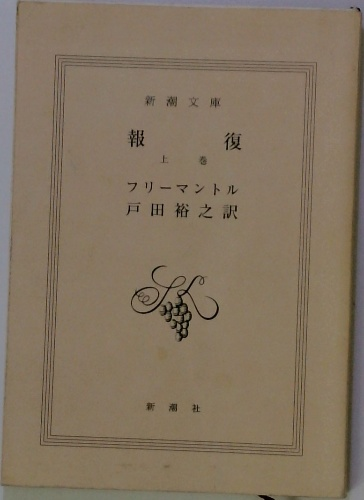 新潮文庫
報復
上巻
フリーマントル
戸田裕之訳
新潮社